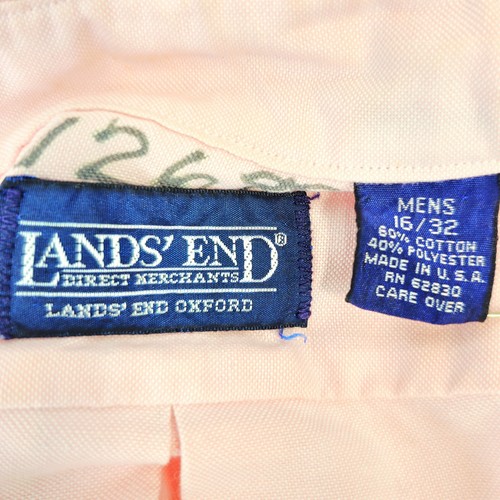 126
LANDS' END®
DIRECT MERCHANTS
LANDS' END OXFORD
MENS
16/32
60% COTTON
40% POLYESTER
MADE IN U.S.A.
RN 62830
CARE OVER